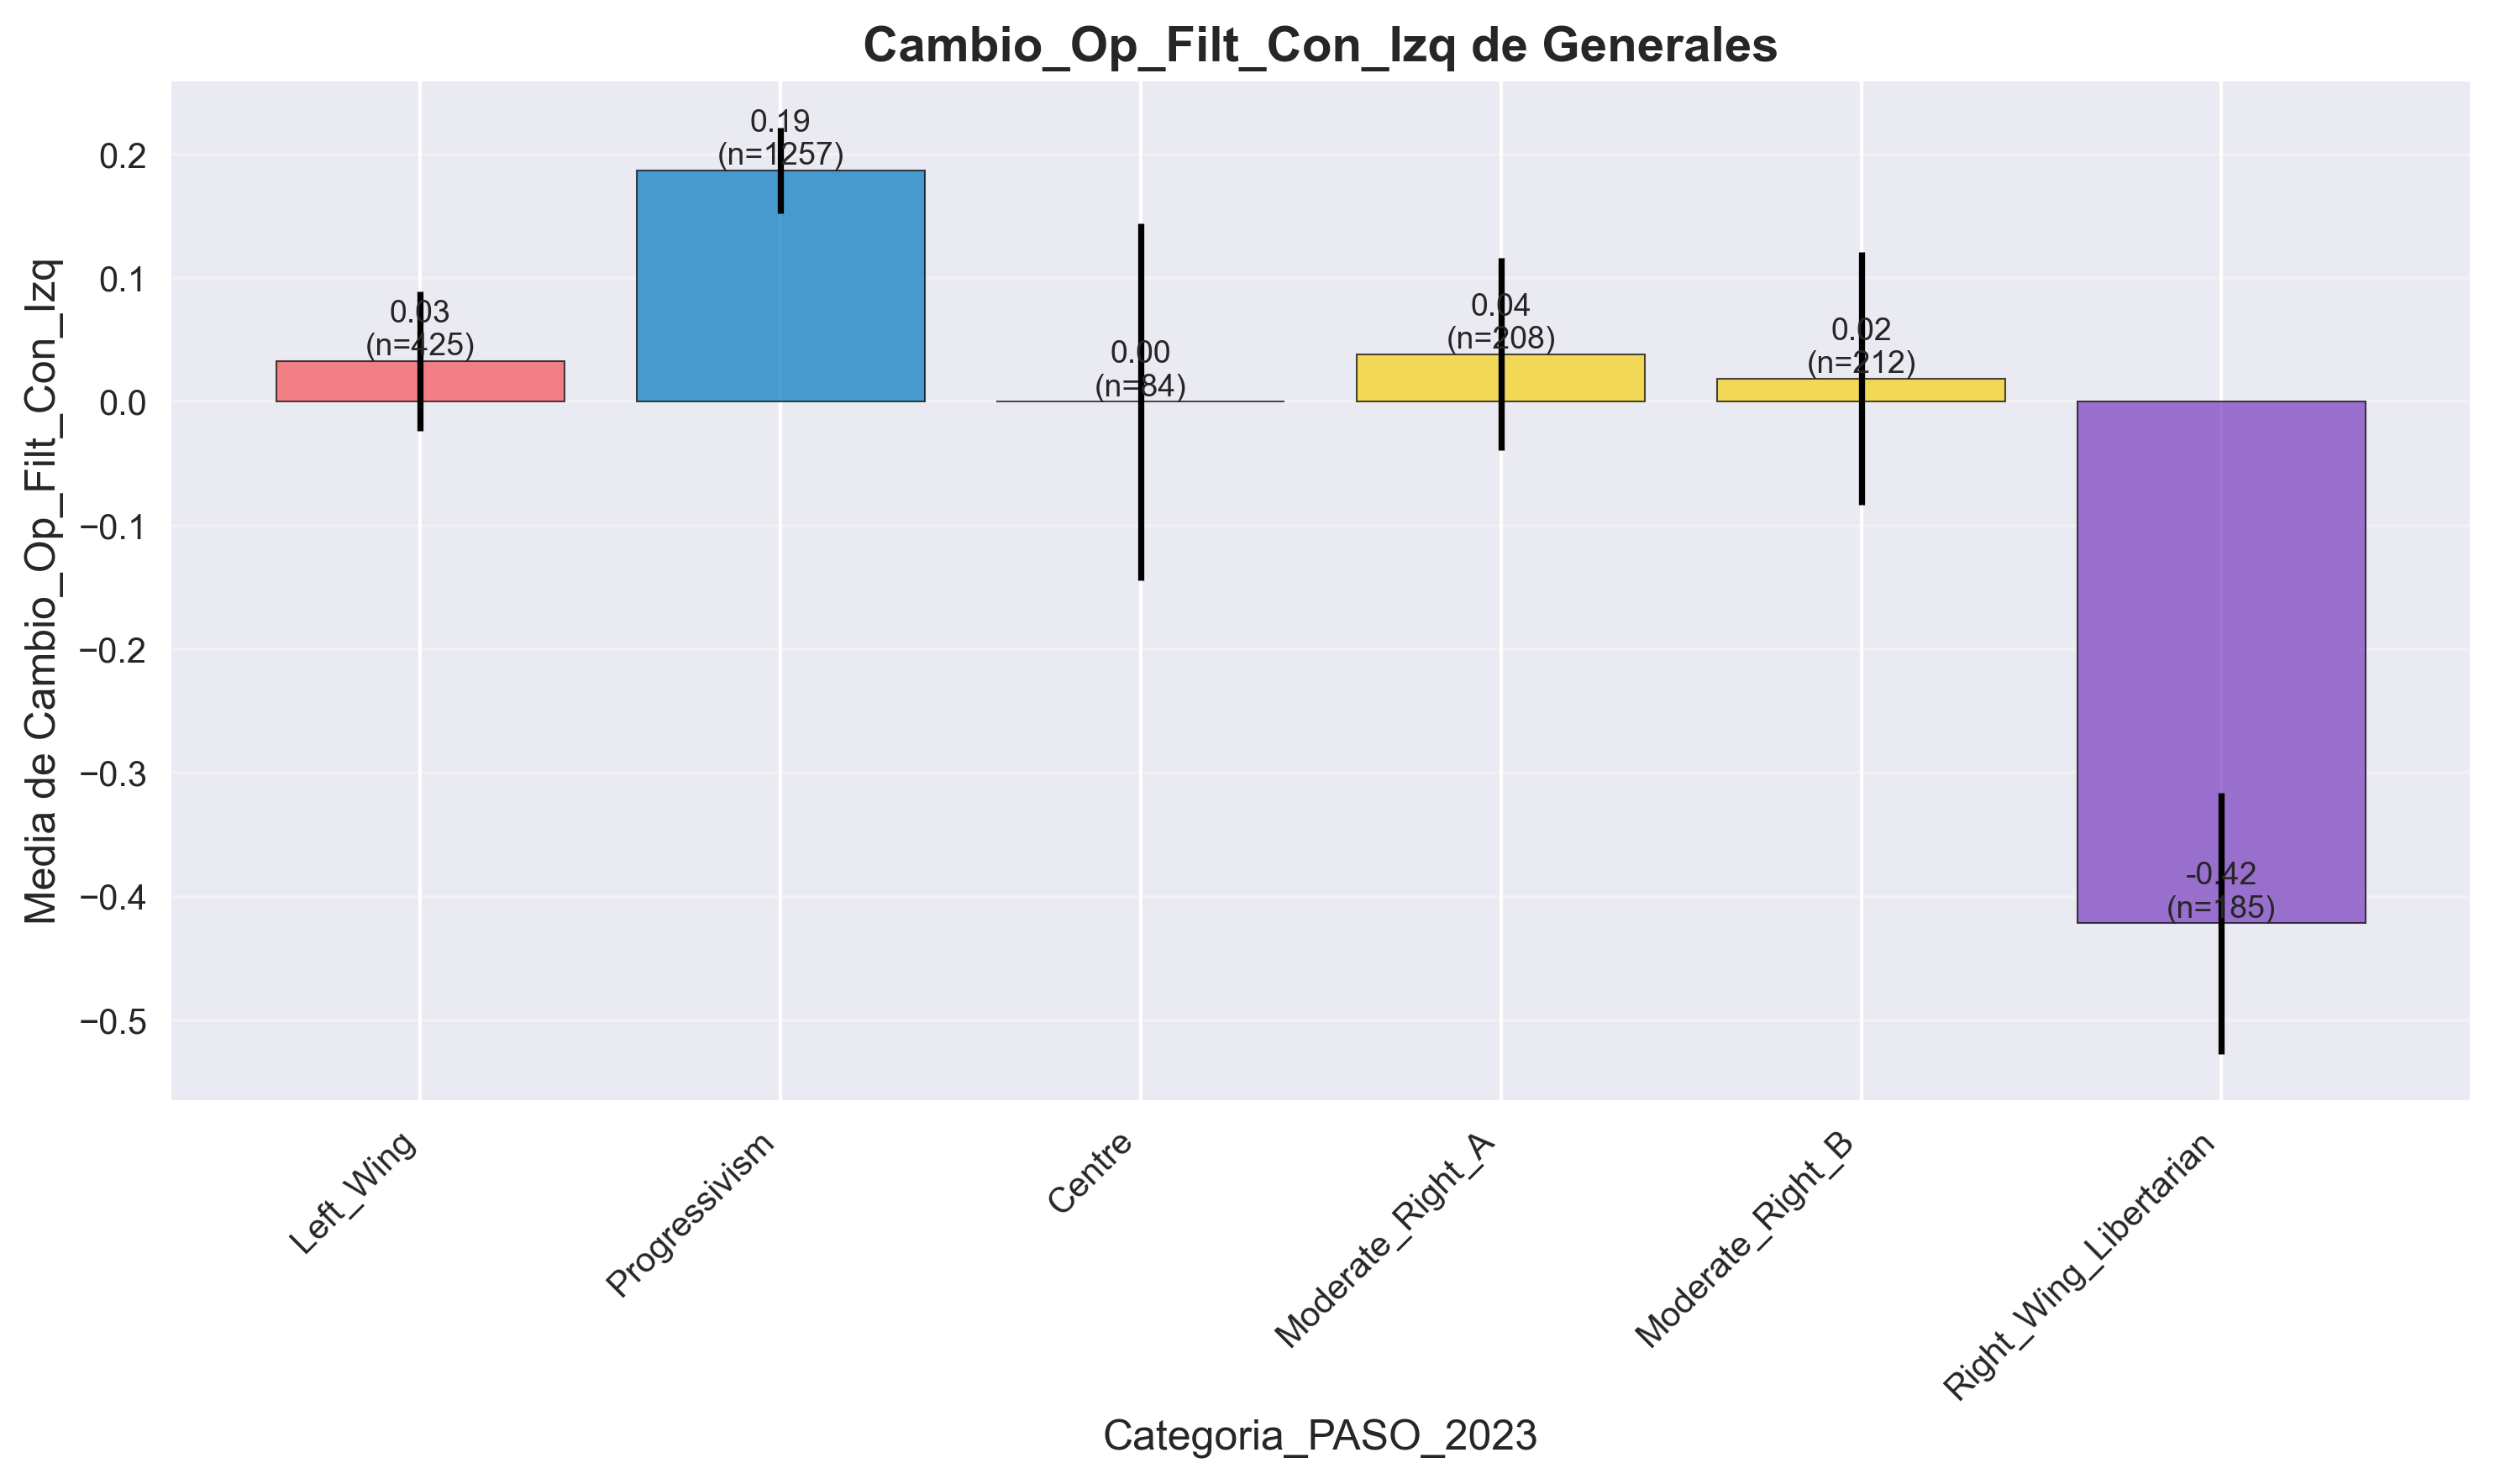 Cambio_Op_Filt_Con_Izq de Generales
Media de Cambio_Op_Filt_Con_Izq
0.2
0.1
0.0
−0.1
−0.2
−0.3
−0.4
−0.5
0.03
(n=425)
0.19
(n=1257)
0.00
(n=84)
0.04
(n=208)
0.02
(n=212)
-0.42
(n=185)
Left_Wing
Progressivism
Centre
Moderate_Right_A
Moderate_Right_B
Right_Wing_Libertarian
Categoria_PASO_2023